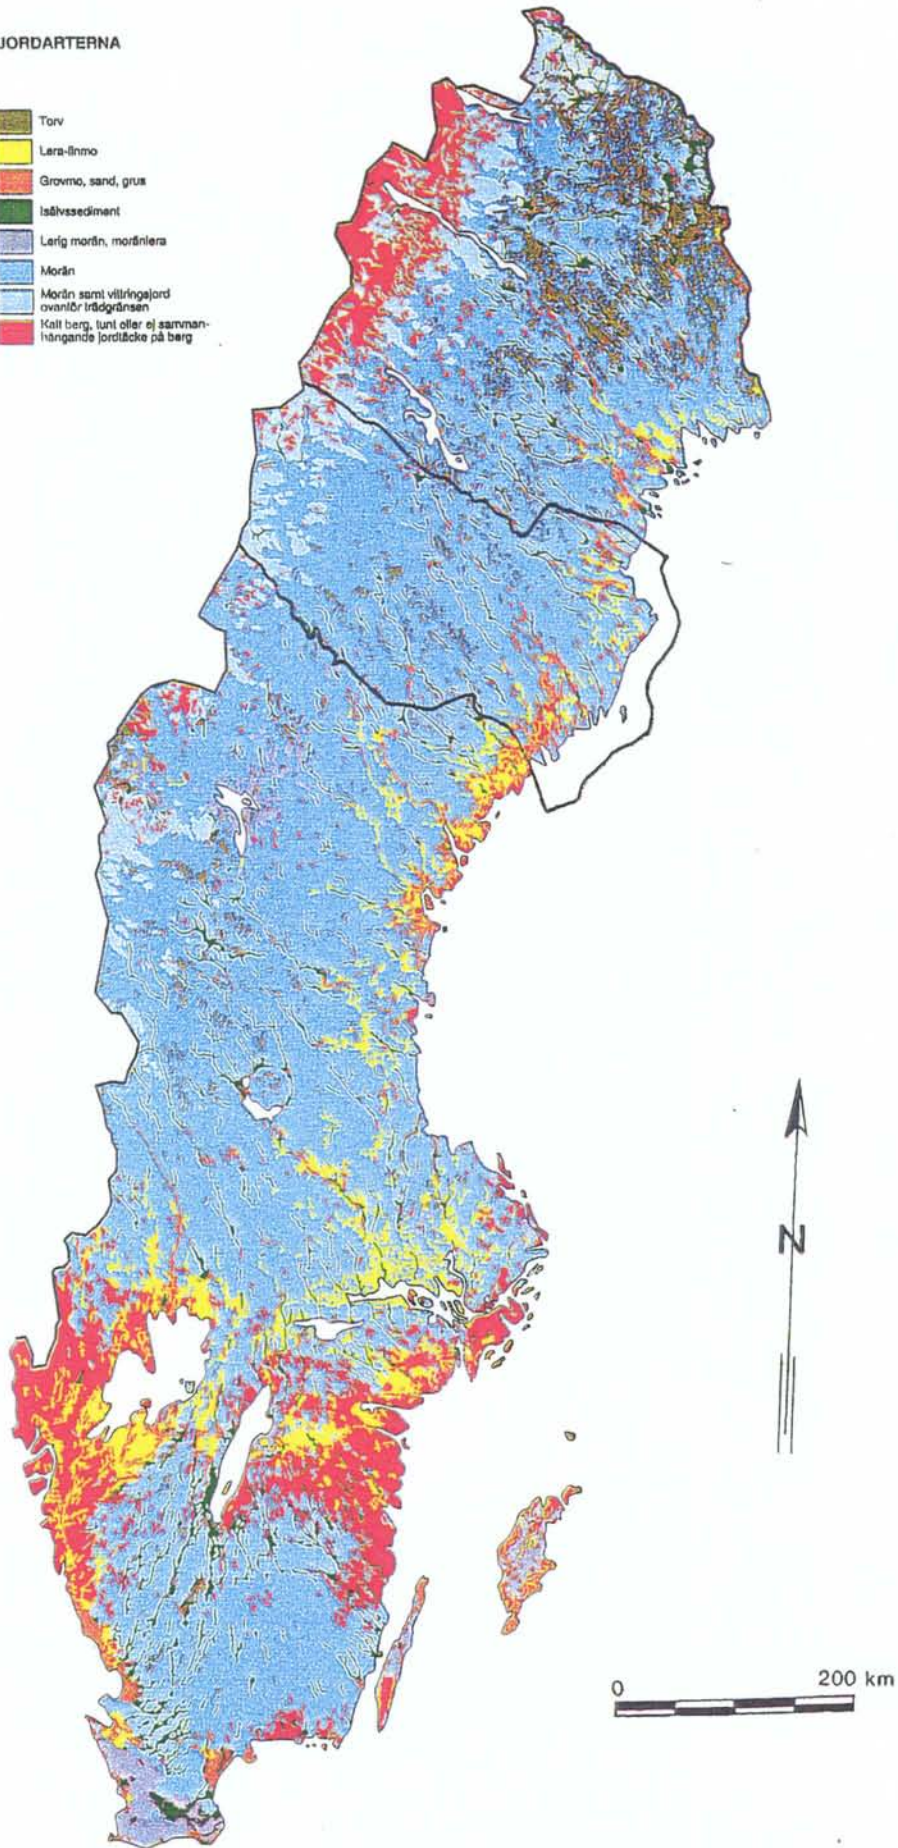 JORDARTERNA
Torv
Lera-finmo
Grovmo, sand, grus
Isälvssediment
Lerig morän, moränlera
Morän
Morän samt vittringsjord
ovanför trädgränsen
Kalt berg, tunt eller ej samman-
hängande jordtäcke på berg
N
0 200 km